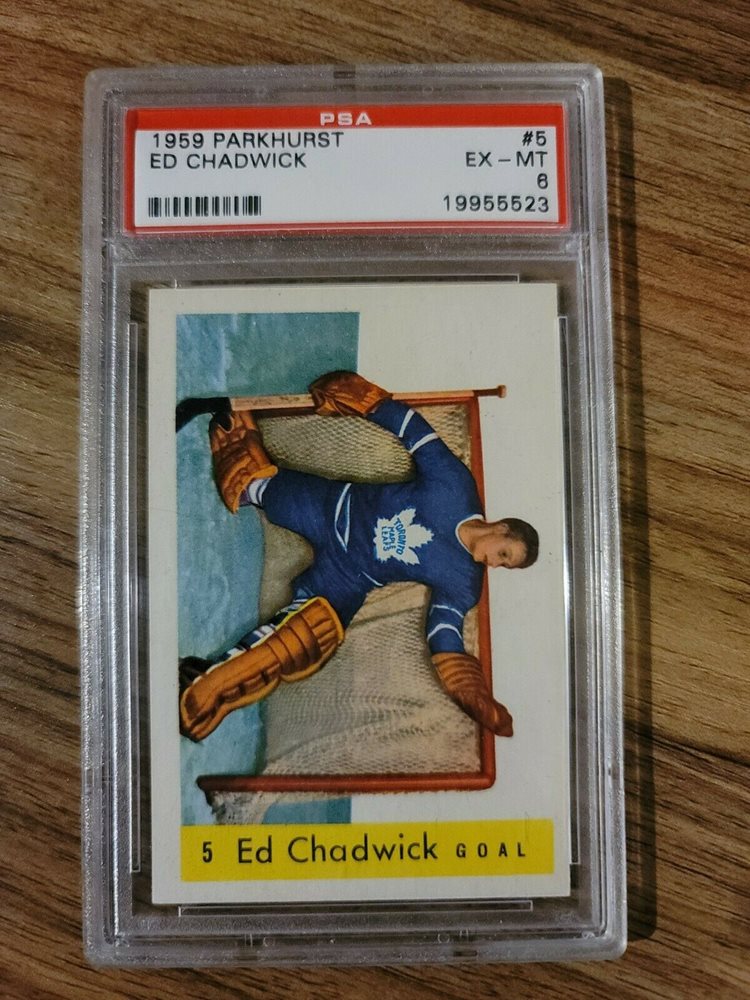 PSA
1959 PARKHURST #5
ED CHADWICK EX - MT
6
19955523
TORONTO
MAPLE
LEAFS
5 Ed Chadwick GOAL